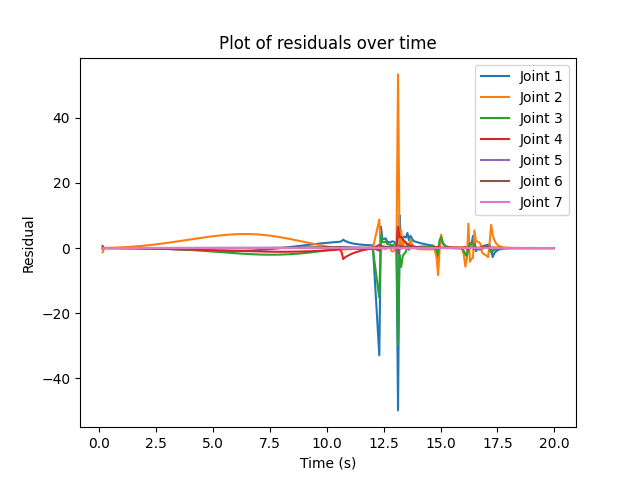 Plot of residuals over time
Joint 1
Joint 2
Joint 3
Joint 4
Joint 5
Joint 6
Joint 7
Residual
40
20
0
−20
−40
0.0 2.5 5.0 7.5 10.0 12.5 15.0 17.5 20.0
Time (s)